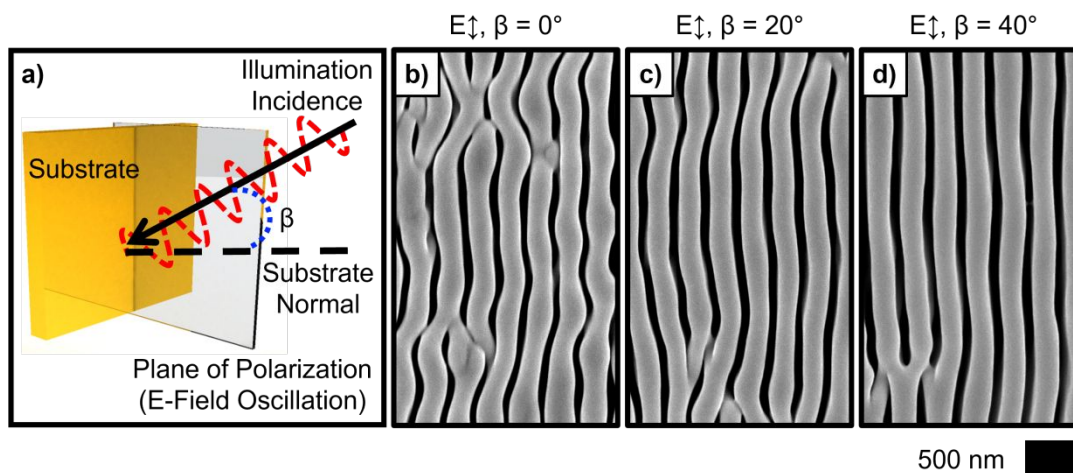 E↕, β = 0°
E↕, β = 20°
E↕, β = 40°
a)
Illumination
Incidence
Substrate
β
Substrate
Normal
Plane of Polarization
(E-Field Oscillation)
b)
c)
d)
500 nm